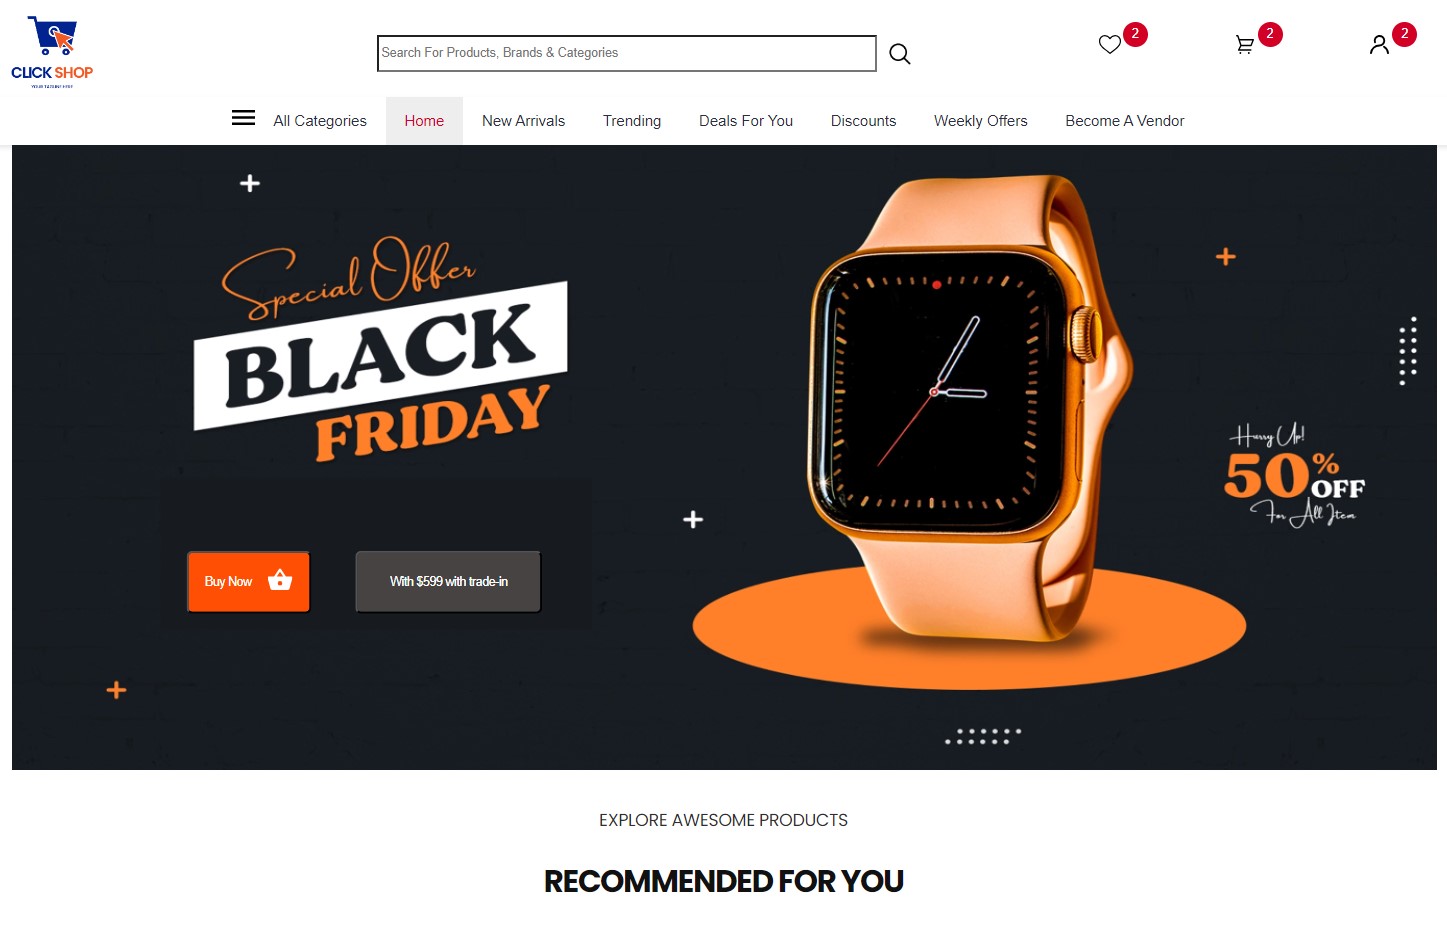 CLICK SHOP
Search For Products, Brands & Categories
2
2
2
All Categories
Home
New Arrivals
Trending
Deals For You
Discounts
Weekly Offers
Become A Vendor
Special Offer
BLACK
FRIDAY
Buy Now
With $599 with trade-in
Hurry Up!
50%
OFF
For All Item
EXPLORE AWESOME PRODUCTS
RECOMMENDED FOR YOU